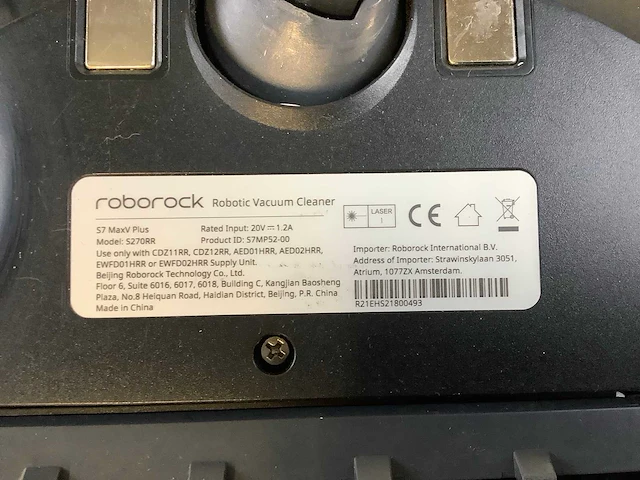 roborock Robotic Vacuum Cleaner
S7 MaxV Plus Rated Input: 20V⎓1.2A
Model: S270RR Product ID: S7MP52-00
Use only with CDZ11RR, CDZ12RR, AED01HRR, AED02HRR,
EWFD01HRR or EWFD02HRR Supply Unit.
Beijing Roborock Technology Co., Ltd.
Floor 6, Suite 6016, 6017, 6018, Building C, Kangjian Baosheng
Plaza, No.8 Heiquan Road, Haidian District, Beijing, P.R. China
Made in China
LASER
1
CE
Importer: Roborock International B.V.
Address of Importer: Strawinskylaan 3051,
Atrium, 1077ZX Amsterdam.
R21EHS21800493